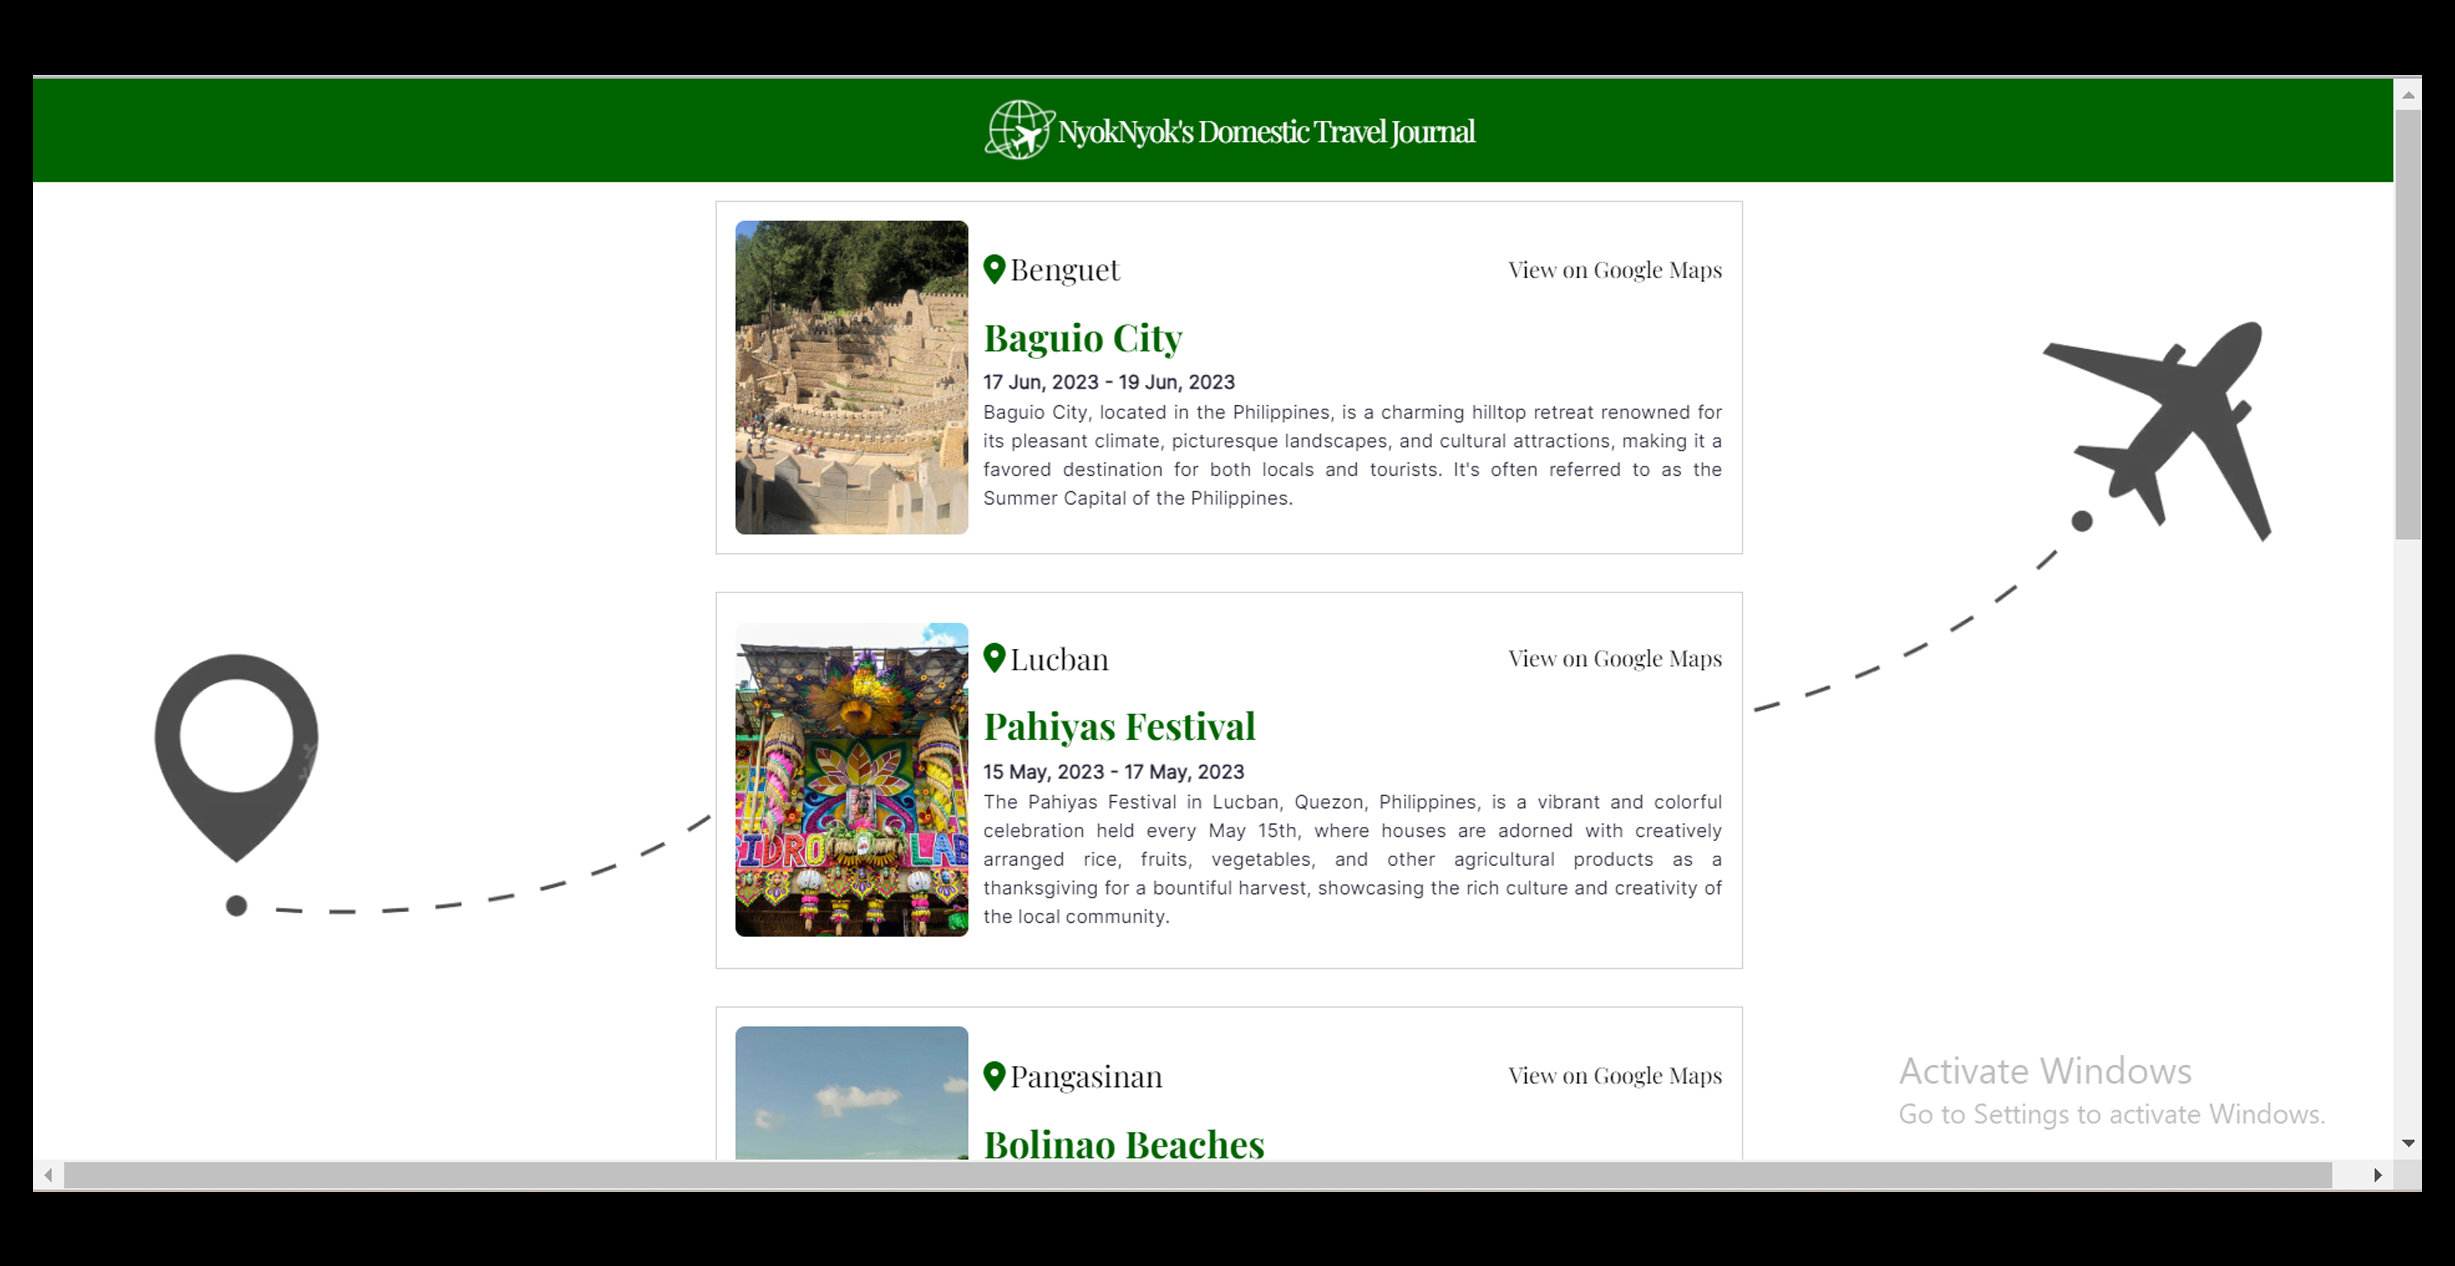 NyokNyok's Domestic Travel Journal
Benguet
View on Google Maps
Baguio City
17 Jun, 2023 - 19 Jun, 2023
Baguio City, located in the Philippines, is a charming hilltop retreat renowned for
its pleasant climate, picturesque landscapes, and cultural attractions, making it a
favored destination for both locals and tourists. It's often referred to as the
Summer Capital of the Philippines.
Lucban
View on Google Maps
Pahiyas Festival
15 May, 2023 - 17 May, 2023
The Pahiyas Festival in Lucban, Quezon, Philippines, is a vibrant and colorful
celebration held every May 15th, where houses are adorned with creatively
arranged rice, fruits, vegetables, and other agricultural products as a
thanksgiving for a bountiful harvest, showcasing the rich culture and creativity of
the local community.
SIDRO LAB
Pangasinan
View on Google Maps
Bolinao Beaches
Activate Windows
Go to Settings to activate Windows.